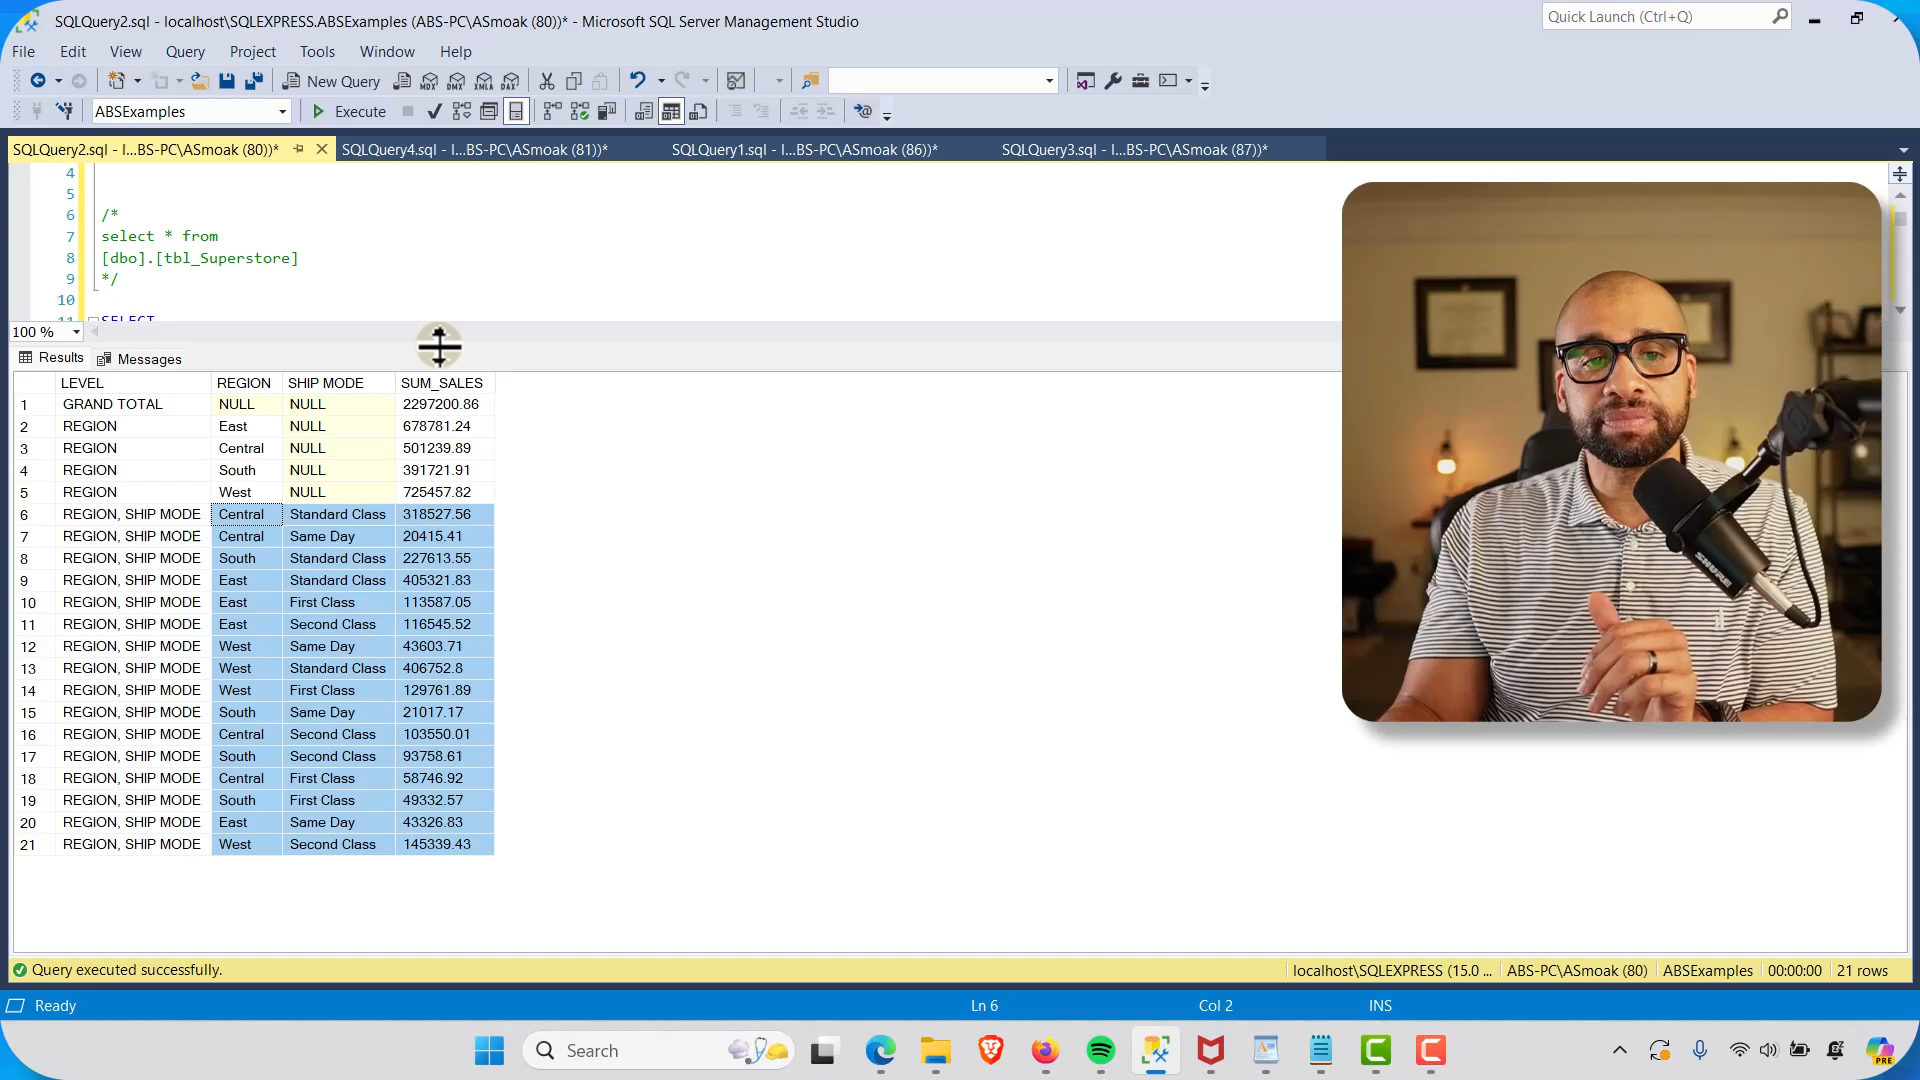 SQLQuery2.sql - localhost\SQLEXPRESS.ABSExamples (ABS-PC\ASmoak (80))* - Microsoft SQL Server Management Studio
Quick Launch (Ctrl+Q)
File Edit View Query Project Tools Window Help
New Query MDX DMX XMLA DAX
ABSExamples Execute
SQLQuery2.sql - l...BS-PC\ASmoak (80))* SQLQuery4.sql - l...BS-PC\ASmoak (81))* SQLQuery1.sql - l...BS-PC\ASmoak (86))* SQLQuery3.sql - l...BS-PC\ASmoak (87))*
4
5
6 /*
7 select * from
8 [dbo].[tbl_Superstore]
9 */
10
11 SELECT
100 %
Results Messages
LEVEL REGION SHIP MODE SUM_SALES
1 GRAND TOTAL NULL NULL 2297200.86
2 REGION East NULL 678781.24
3 REGION Central NULL 501239.89
4 REGION South NULL 391721.91
5 REGION West NULL 725457.82
6 REGION, SHIP MODE Central Standard Class 318527.56
7 REGION, SHIP MODE Central Same Day 20415.41
8 REGION, SHIP MODE South Standard Class 227613.55
9 REGION, SHIP MODE East Standard Class 405321.83
10 REGION, SHIP MODE East First Class 113587.05
11 REGION, SHIP MODE East Second Class 116545.52
12 REGION, SHIP MODE West Same Day 43603.71
13 REGION, SHIP MODE West Standard Class 406752.8
14 REGION, SHIP MODE West First Class 129761.89
15 REGION, SHIP MODE South Same Day 21017.17
16 REGION, SHIP MODE Central Second Class 103550.01
17 REGION, SHIP MODE South Second Class 93758.61
18 REGION, SHIP MODE Central First Class 58746.92
19 REGION, SHIP MODE South First Class 49332.57
20 REGION, SHIP MODE East Same Day 43326.83
21 REGION, SHIP MODE West Second Class 145339.43
SHURE
Query executed successfully. localhost\SQLEXPRESS (15.0 ... ABS-PC\ASmoak (80) ABSExamples 00:00:00 21 rows
Ready Ln 6 Col 2 INS
Search
PRE